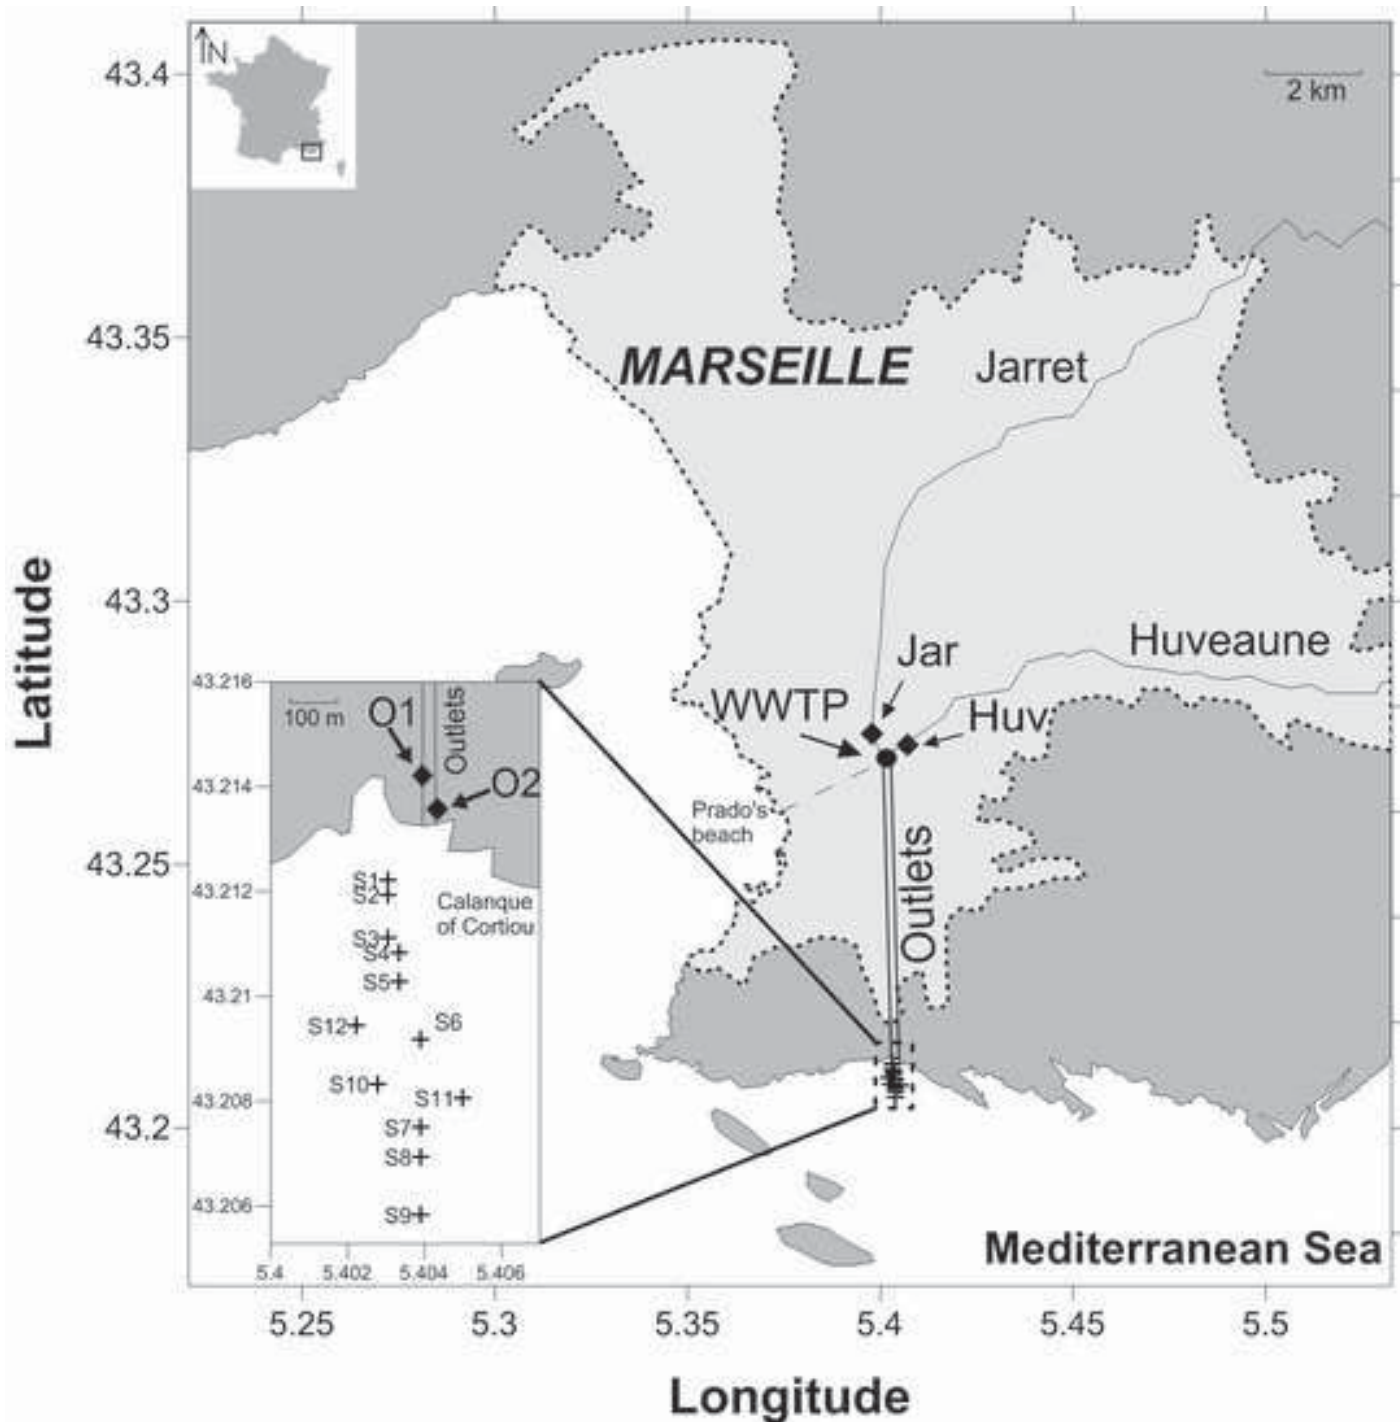 N
43.4
2 km
43.35
MARSEILLE
Jarret
Latitude
43.3
Huveaune
Jar
WWTP
Huv
43.216
100 m
O1
Outlets
O2
43.214
Prado's
beach
43.25
Outlets
S1
43.212
S2
Calanque
of Cortiou
S3
S4
S5
43.21
S12
S6
S10
S11
43.208
S7
43.2
S8
43.206
S9
Mediterranean Sea
5.4
5.402
5.404
5.406
5.25
5.3
5.35
5.4
5.45
5.5
Longitude